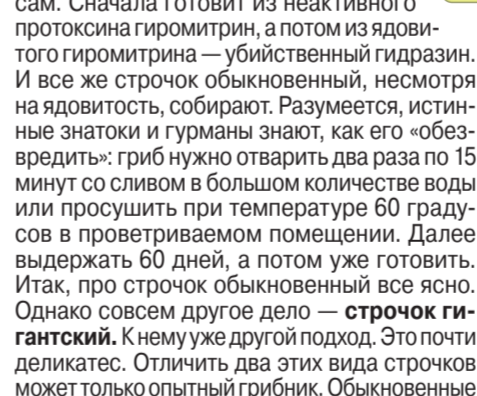 сам. Сначала готовит из неактивного
протоксина гиромитрин, а потом из ядови-
того гиромитрина — убийственный гидразин.
И все же строчок обыкновенный, несмотря
на ядовитость, собирают. Разумеется, истин-
ные знатоки и гурманы знают, как его «обез-
вредить»: гриб нужно отварить два раза по 15
минут со сливом в большом количестве воды
или просушить при температуре 60 граду-
сов в проветриваемом помещении. Далее
выдержать 60 дней, а потом уже готовить.
Итак, про строчок обыкновенный все ясно.
Однако совсем другое дело — строчок ги-
гантский. К нему уже другой подход. Это почти
деликатес. Отличить два этих вида строчков
может только опытный грибник. Обыкновенные